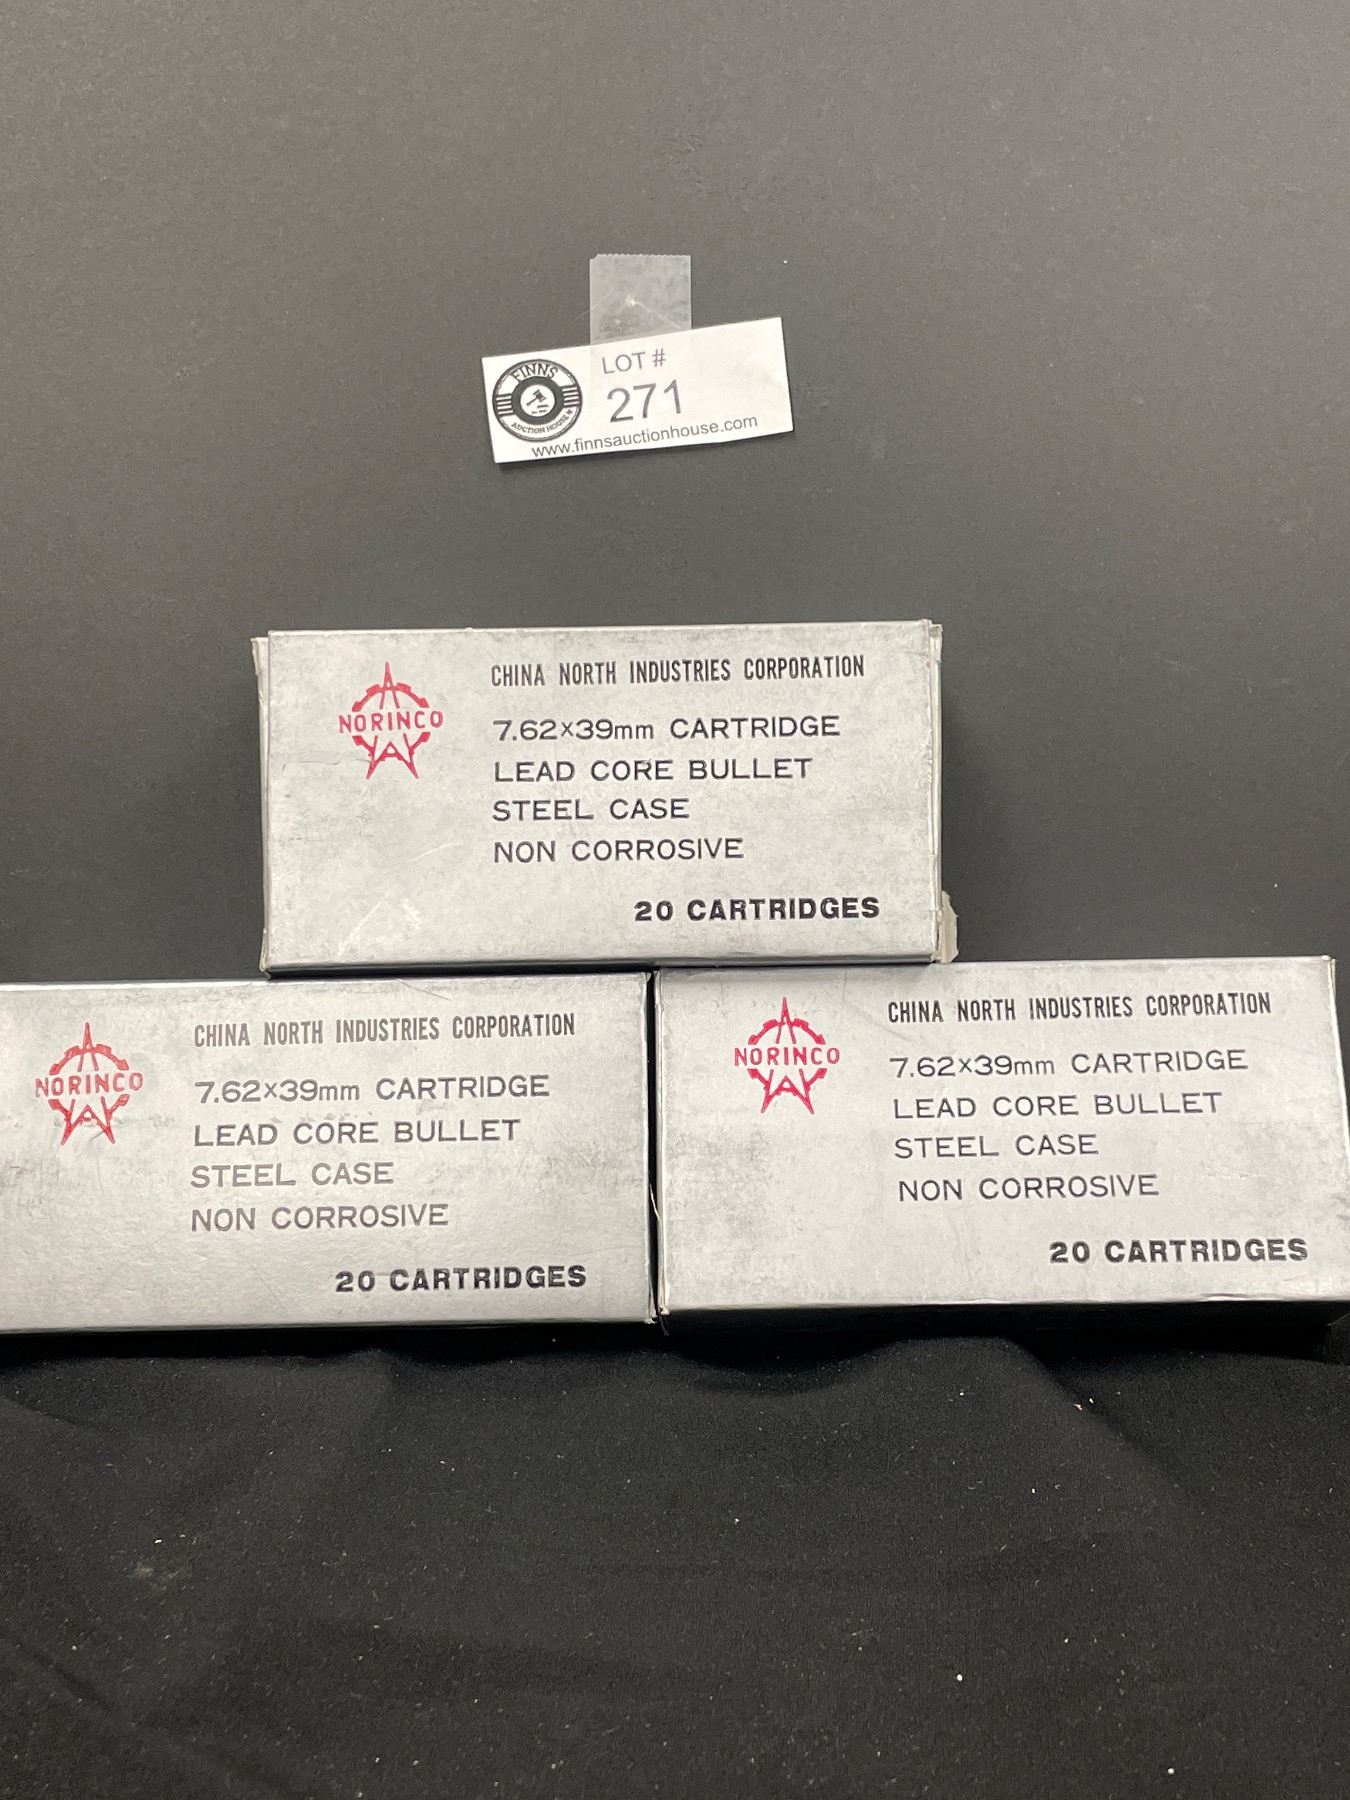 FINNS
AUCTION HOUSE
LOT #
271
www.finnsauctionhouse.com
NORINCO
CHINA NORTH INDUSTRIES CORPORATION
7.62×39mm CARTRIDGE
LEAD CORE BULLET
STEEL CASE
NON CORROSIVE
20 CARTRIDGES
NORINCO
CHINA NORTH INDUSTRIES CORPORATION
7.62×39mm CARTRIDGE
LEAD CORE BULLET
STEEL CASE
NON CORROSIVE
20 CARTRIDGES
NORINCO
CHINA NORTH INDUSTRIES CORPORATION
7.62×39mm CARTRIDGE
LEAD CORE BULLET
STEEL CASE
NON CORROSIVE
20 CARTRIDGES